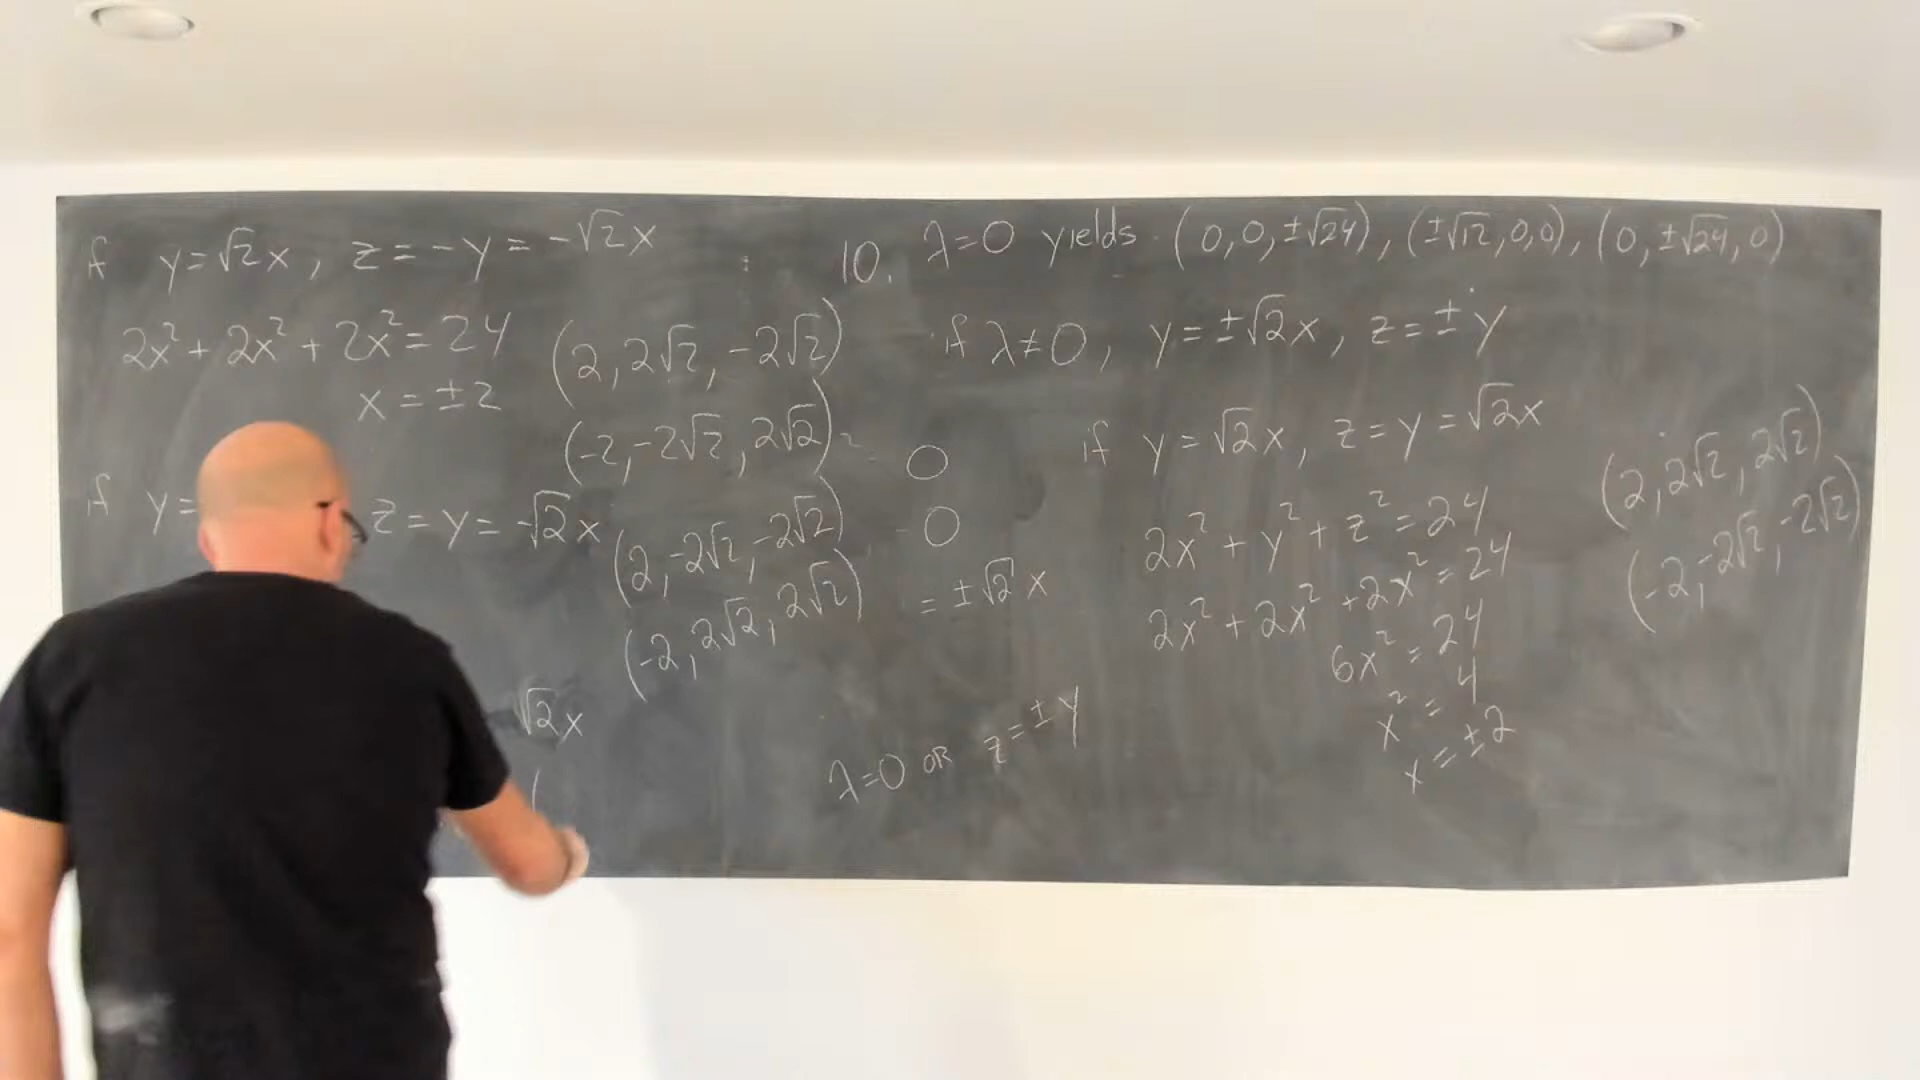 if y=√2x, z=-y=-√2x
2x²+2x²+2x²=24
x=±2
(2,2√2,-2√2)
(-2,-2√2,2√2)
if y= z=y=-√2x
(2,-2√2,-2√2)
(-2,2√2,2√2)
√2x
(
10. λ=0 yields (0,0,±√24), (±√12,0,0), (0,±√24,0)
if λ≠0, y=±√2x, z=±y
0
0
=±√2x
λ=0 OR z=±y
if y=√2x, z=y=√2x
2x²+y²+z²=24
2x²+2x²+2x²=24
6x²=24
x²=4
x=±2
(2,2√2,2√2)
(-2,-2√2,-2√2)